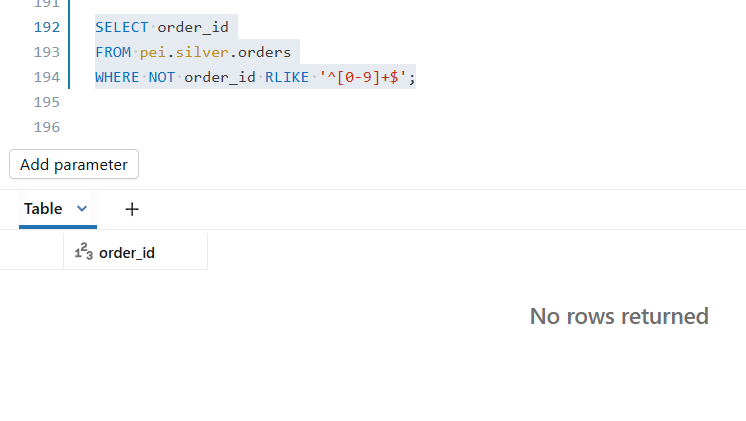 191
192 SELECT order_id
193 FROM pei.silver.orders
194 WHERE NOT order_id RLIKE '^[0-9]+$';
195
196
Add parameter
Table +
123 order_id
No rows returned